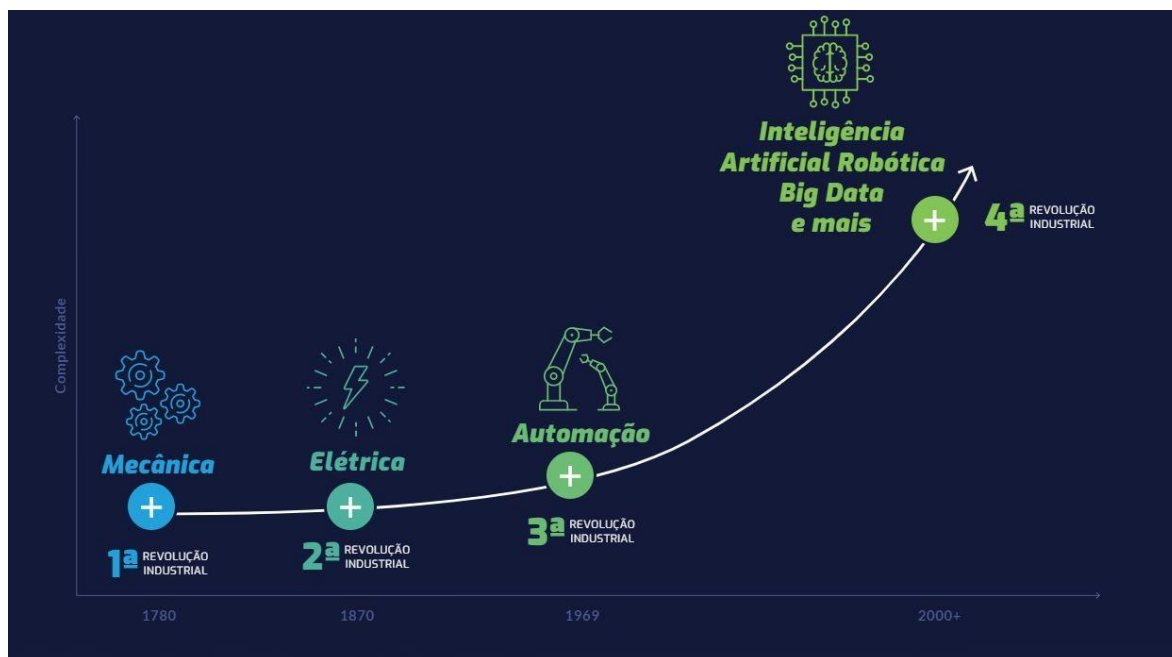 Inteligência
Artificial Robótica
Big Data
e mais
4ª REVOLUÇÃO
INDUSTRIAL
Complexidade
Mecânica
1ª REVOLUÇÃO
INDUSTRIAL
Elétrica
2ª REVOLUÇÃO
INDUSTRIAL
Automação
3ª REVOLUÇÃO
INDUSTRIAL
1780
1870
1969
2000+